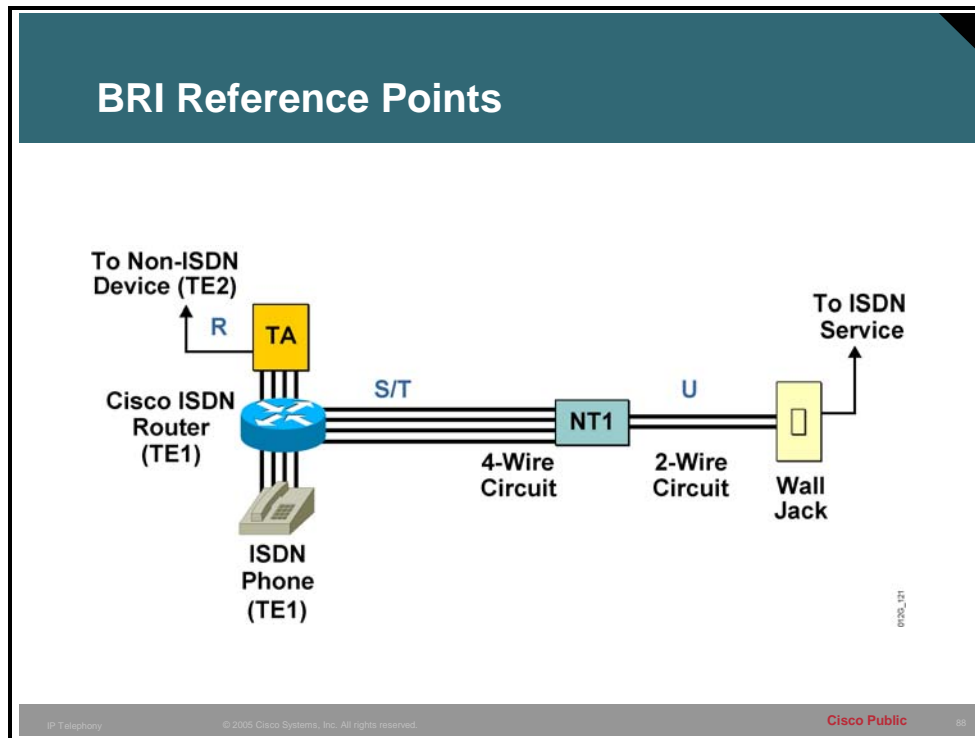 BRI Reference Points
To Non-ISDN
Device (TE2)
R
TA
Cisco ISDN
Router
(TE1)
ISDN
Phone
(TE1)
S/T
4-Wire
Circuit
NT1
U
2-Wire
Circuit
To ISDN
Service
Wall
Jack
012G_121
IP Telephony
© 2005 Cisco Systems, Inc. All rights reserved.
Cisco Public
88